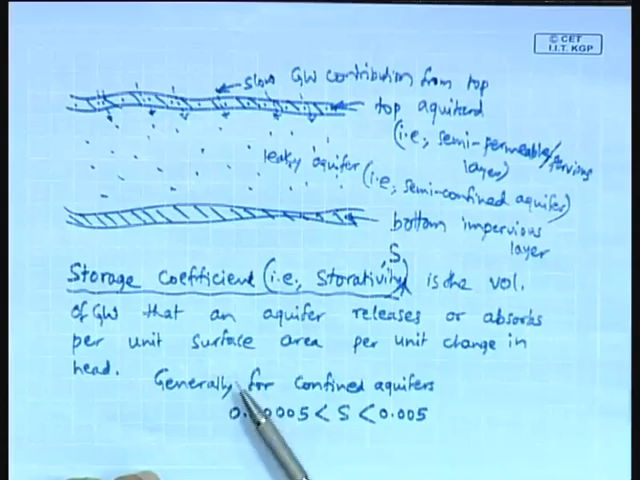 © CET
I.I.T. KGP
slow GW contribution from top
top aquitard
(i.e., semi-permeable/pervious
layer)
leaky aquifer
(i.e., semi-confined aquifer)
bottom impervious
layer
Storage Coefficient (i.e., Storativity, S) is the vol.
of GW that an aquifer releases or absorbs
per unit surface area per unit change in
head.
Generally for confined aquifers
< S < 0.005